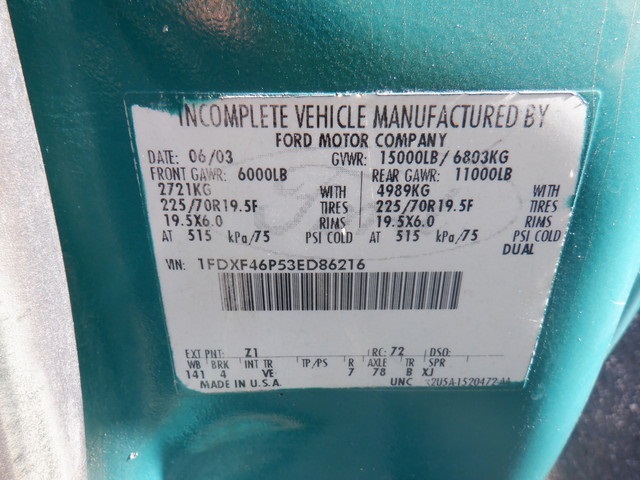 INCOMPLETE VEHICLE MANUFACTURED BY
FORD MOTOR COMPANY
DATE: 06/03 GVWR: 15000LB/ 6803KG
FRONT GAWR: 6000LB REAR GAWR: 11000LB
2721KG WITH 4989KG WITH
225/70R19.5F TIRES 225/70R19.5F TIRES
19.5X6.0 RIMS 19.5X6.0 RIMS
AT 515 kPa/75 PSI COLD AT 515 kPa/75 PSI COLD
DUAL
VIN: 1FDXF46P53ED86216
EXT PNT: Z1 RC: 72 DSO:
WB BRK INT TR TP/PS R AXLE TR SPR
141 4 VE 7 78 B XJ
MADE IN U.S.A. UNC